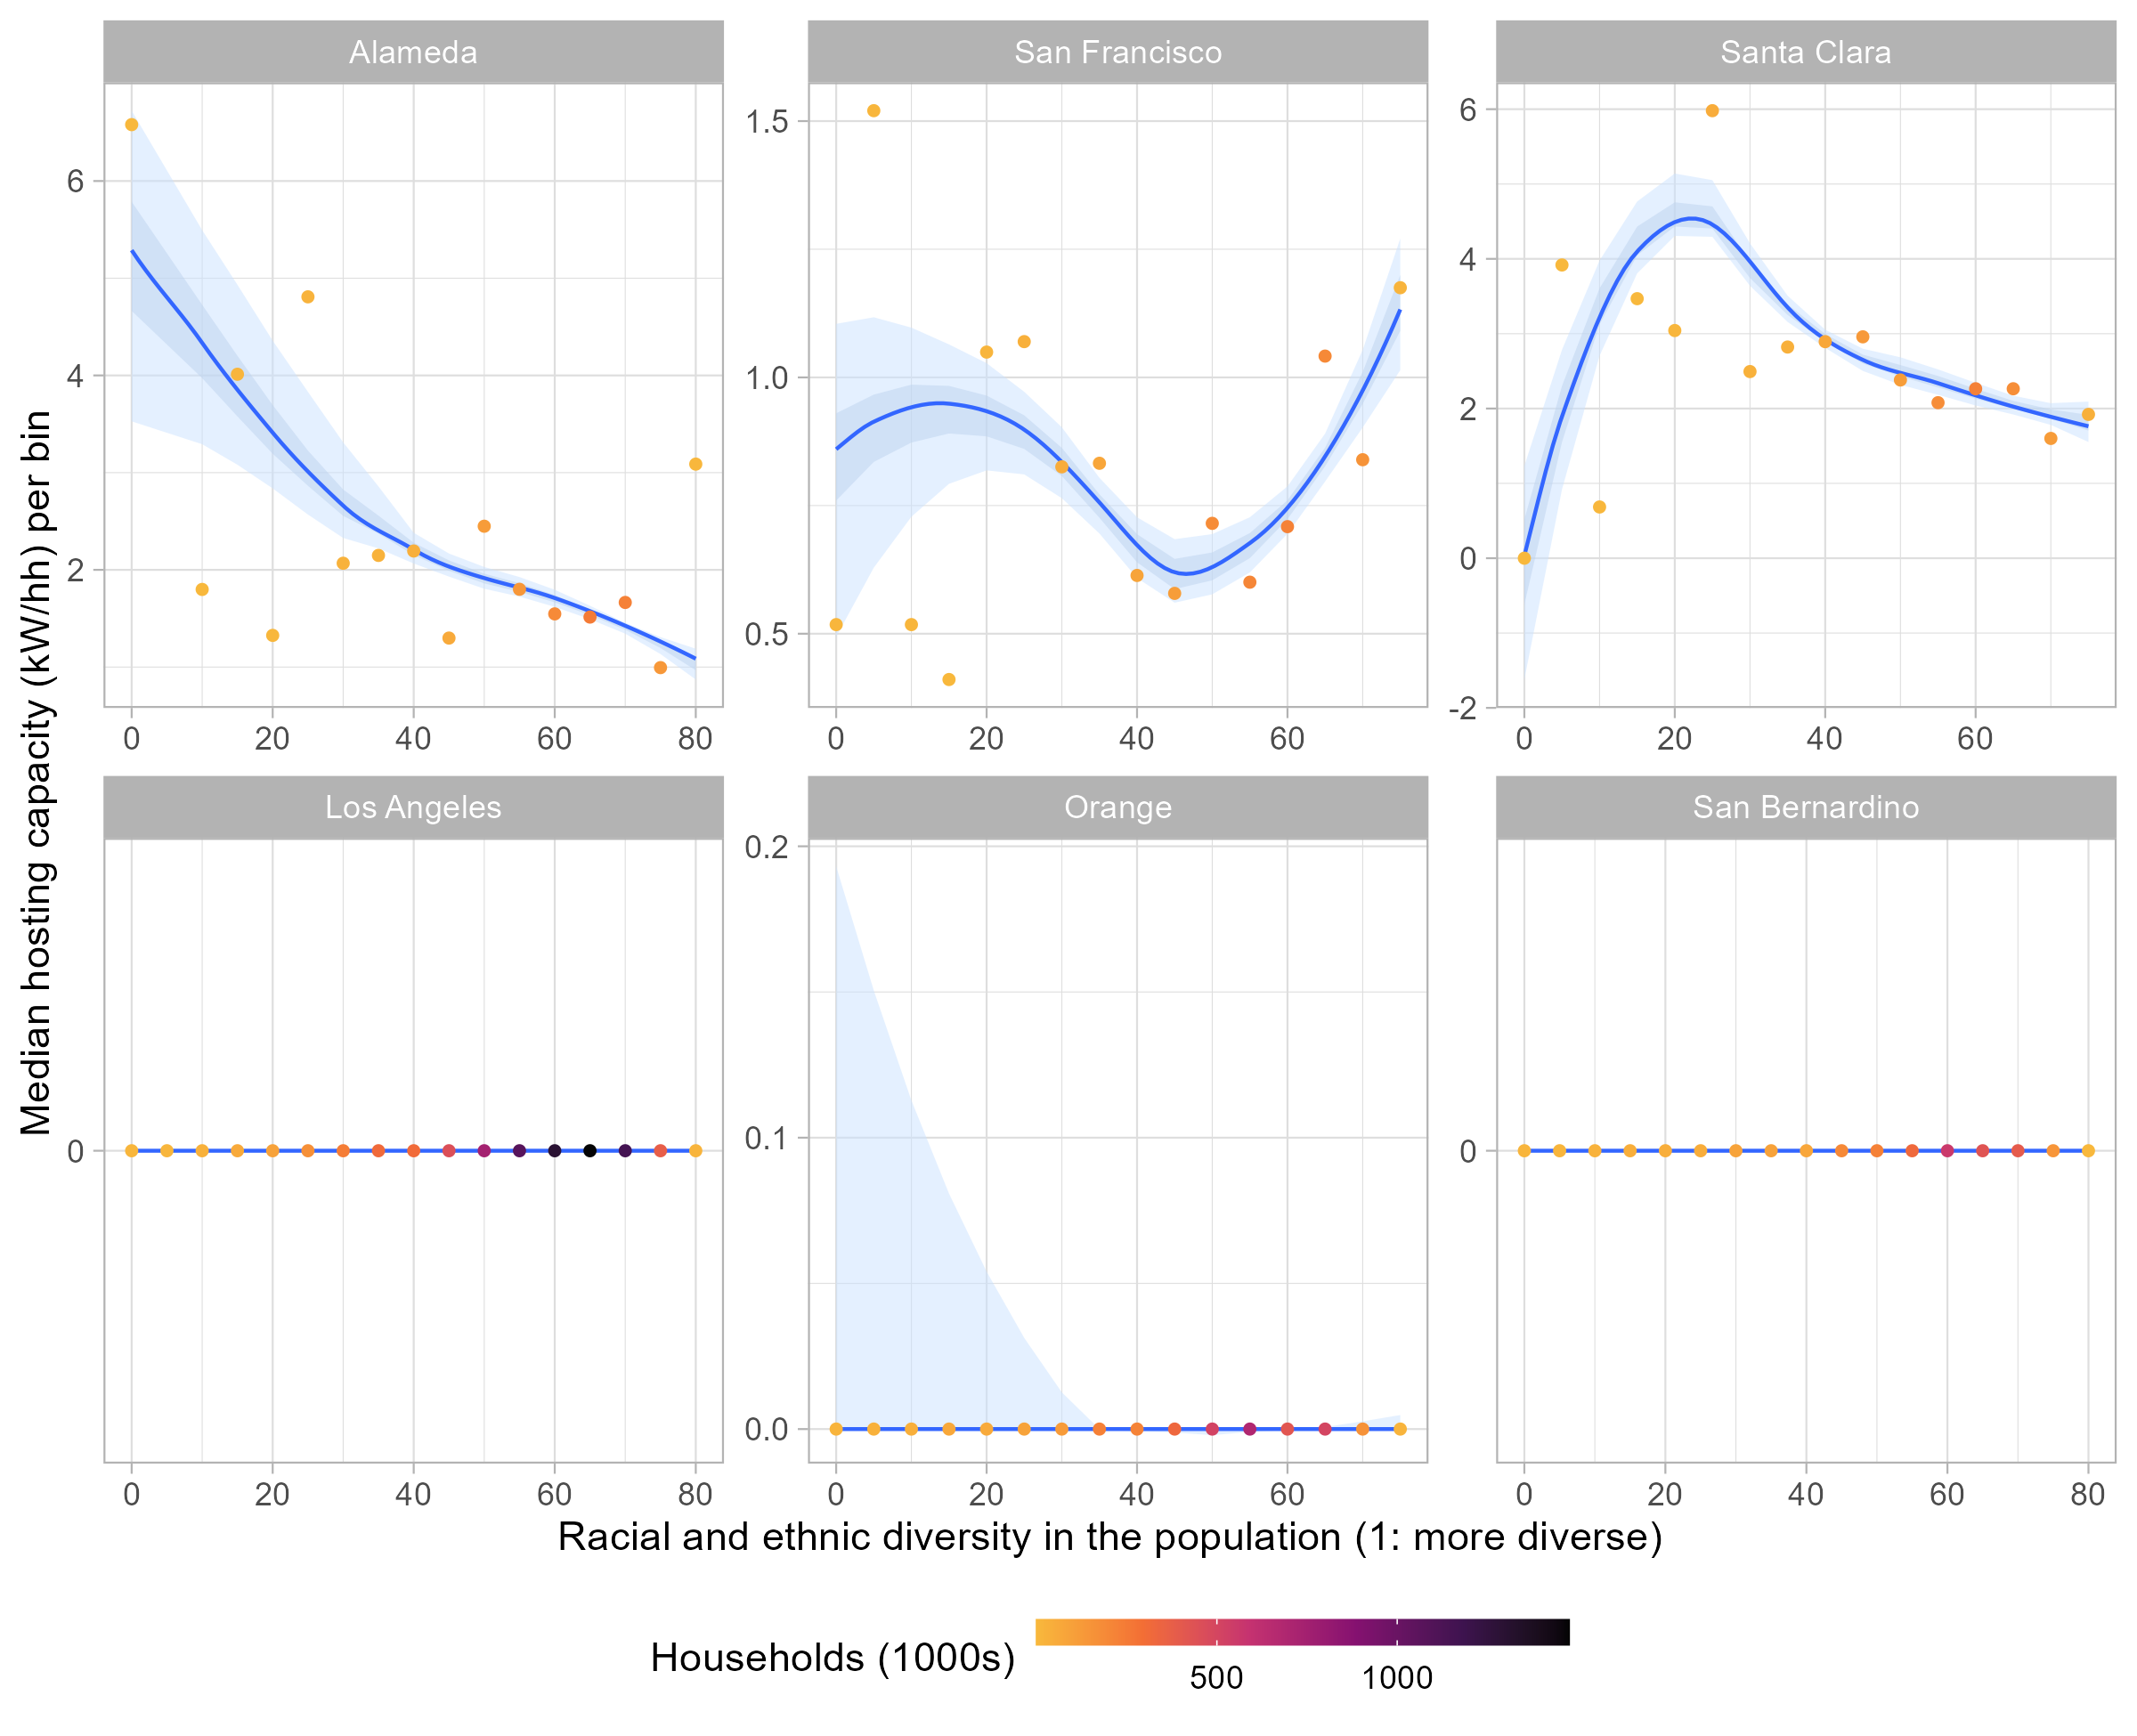 Alameda
San Francisco
Santa Clara
6
4
2
1.5
1.0
0.5
6
4
2
0
-2
0 20 40 60 80
0 20 40 60
0 20 40 60
Median hosting capacity (kW/hh) per bin
Los Angeles
Orange
San Bernardino
0
0.2
0.1
0.0
0
0 20 40 60 80
0 20 40 60
0 20 40 60 80
Racial and ethnic diversity in the population (1: more diverse)
Households (1000s)
500 1000